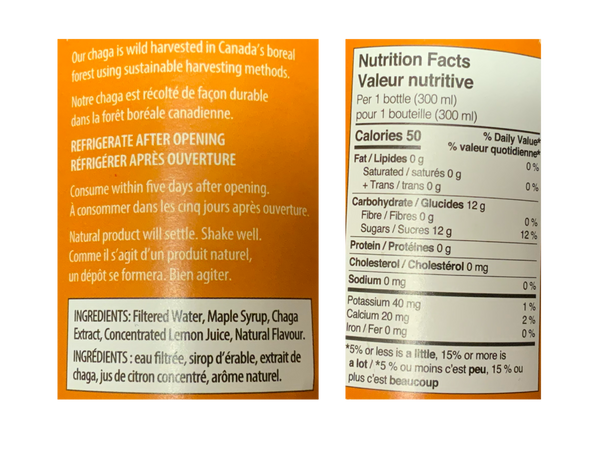 Our chaga is wild harvested in Canada's boreal
forest using sustainable harvesting methods.
Notre chaga est récolté de façon durable
dans la forêt boréale canadienne.
REFRIGERATE AFTER OPENING
RÉFRIGÉRER APRÈS OUVERTURE
Consume within five days after opening.
À consommer dans les cinq jours après ouverture.
Natural product will settle. Shake well.
Comme il s'agit d'un produit naturel,
un dépôt se formera. Bien agiter.
INGREDIENTS: Filtered Water, Maple Syrup, Chaga
Extract, Concentrated Lemon Juice, Natural Flavour.
INGRÉDIENTS : eau filtrée, sirop d'érable, extrait de
chaga, jus de citron concentré, arôme naturel.
Nutrition Facts
Valeur nutritive
Per 1 bottle (300 ml)
pour 1 bouteille (300 ml)
Calories 50 % Daily Value*
% valeur quotidienne*
Fat / Lipides 0 g 0 %
Saturated / saturés 0 g
+ Trans / trans 0 g 0 %
Carbohydrate / Glucides 12 g
Fibre / Fibres 0 g 0 %
Sugars / Sucres 12 g 12 %
Protein / Protéines 0 g
Cholesterol / Cholestérol 0 mg
Sodium 0 mg 0 %
Potassium 40 mg 1 %
Calcium 20 mg 2 %
Iron / Fer 0 mg 0 %
*5% or less is a little, 15% or more is
a lot / *5 % ou moins c'est peu, 15 % ou
plus c'est beaucoup